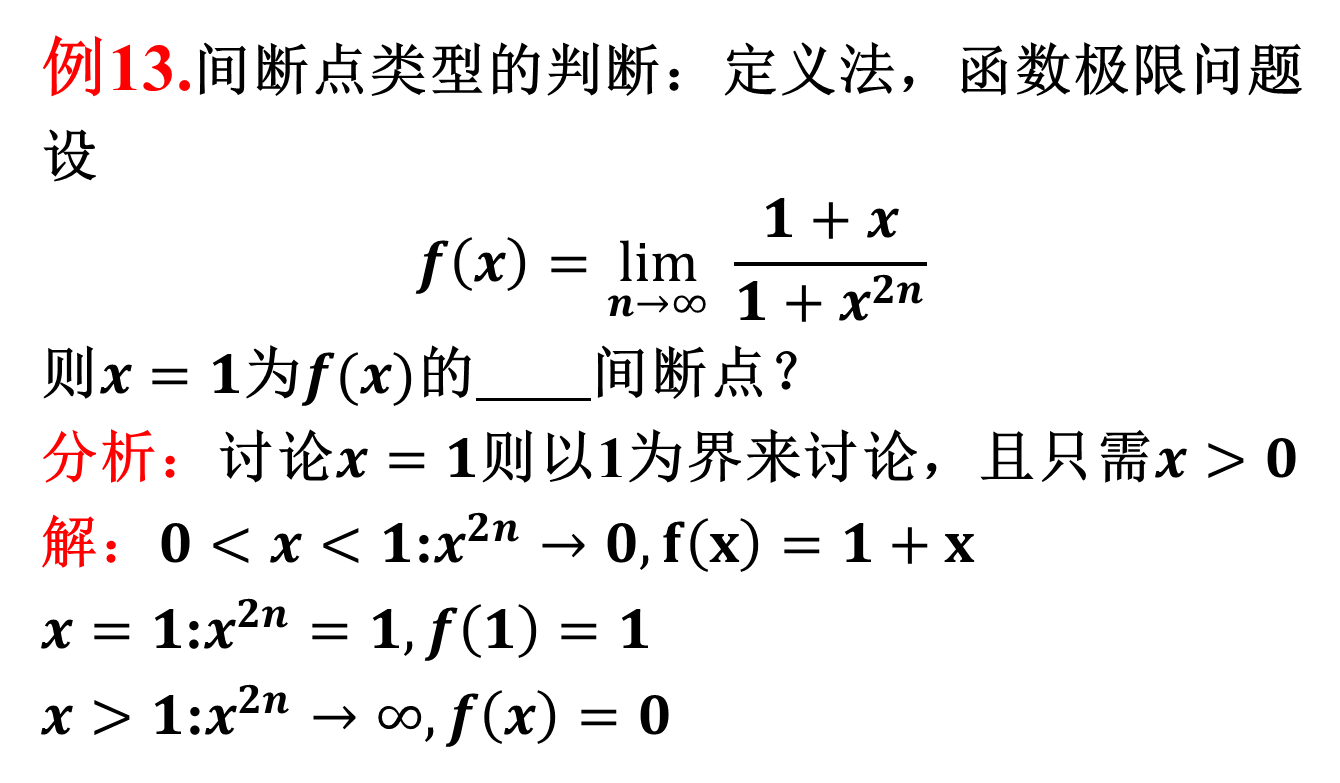 例13.间断点类型的判断：定义法，函数极限问题
设
f(x) = lim_{n→∞} \frac{1 + x}{1 + x^{2n}}
则x = 1为f(x)的____间断点？
分析：讨论x = 1则以1为界来讨论，且只需x > 0
解：0 < x < 1:x^{2n} → 0,f(x) = 1 + x
x = 1:x^{2n} = 1,f(1) = 1
x > 1:x^{2n} → ∞,f(x) = 0